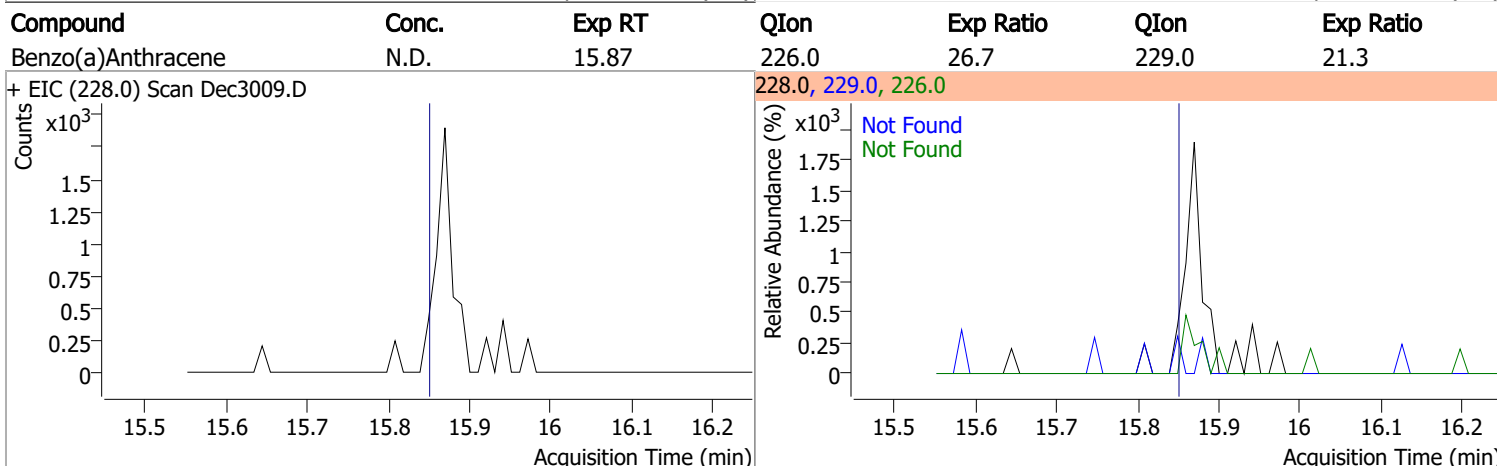 Compound Conc. Exp RT QIon Exp Ratio QIon Exp Ratio
Benzo(a)Anthracene N.D. 15.87 226.0 26.7 229.0 21.3
+ EIC (228.0) Scan Dec3009.D
Counts
x10³
1.5
1.25
1
0.75
0.5
0.25
0
15.5 15.6 15.7 15.8 15.9 16 16.1 16.2
Acquisition Time (min)
228.0, 229.0, 226.0
Relative Abundance (%)
x10³
Not Found
Not Found
1.75
1.5
1.25
1
0.75
0.5
0.25
0
15.5 15.6 15.7 15.8 15.9 16 16.1 16.2
Acquisition Time (min)